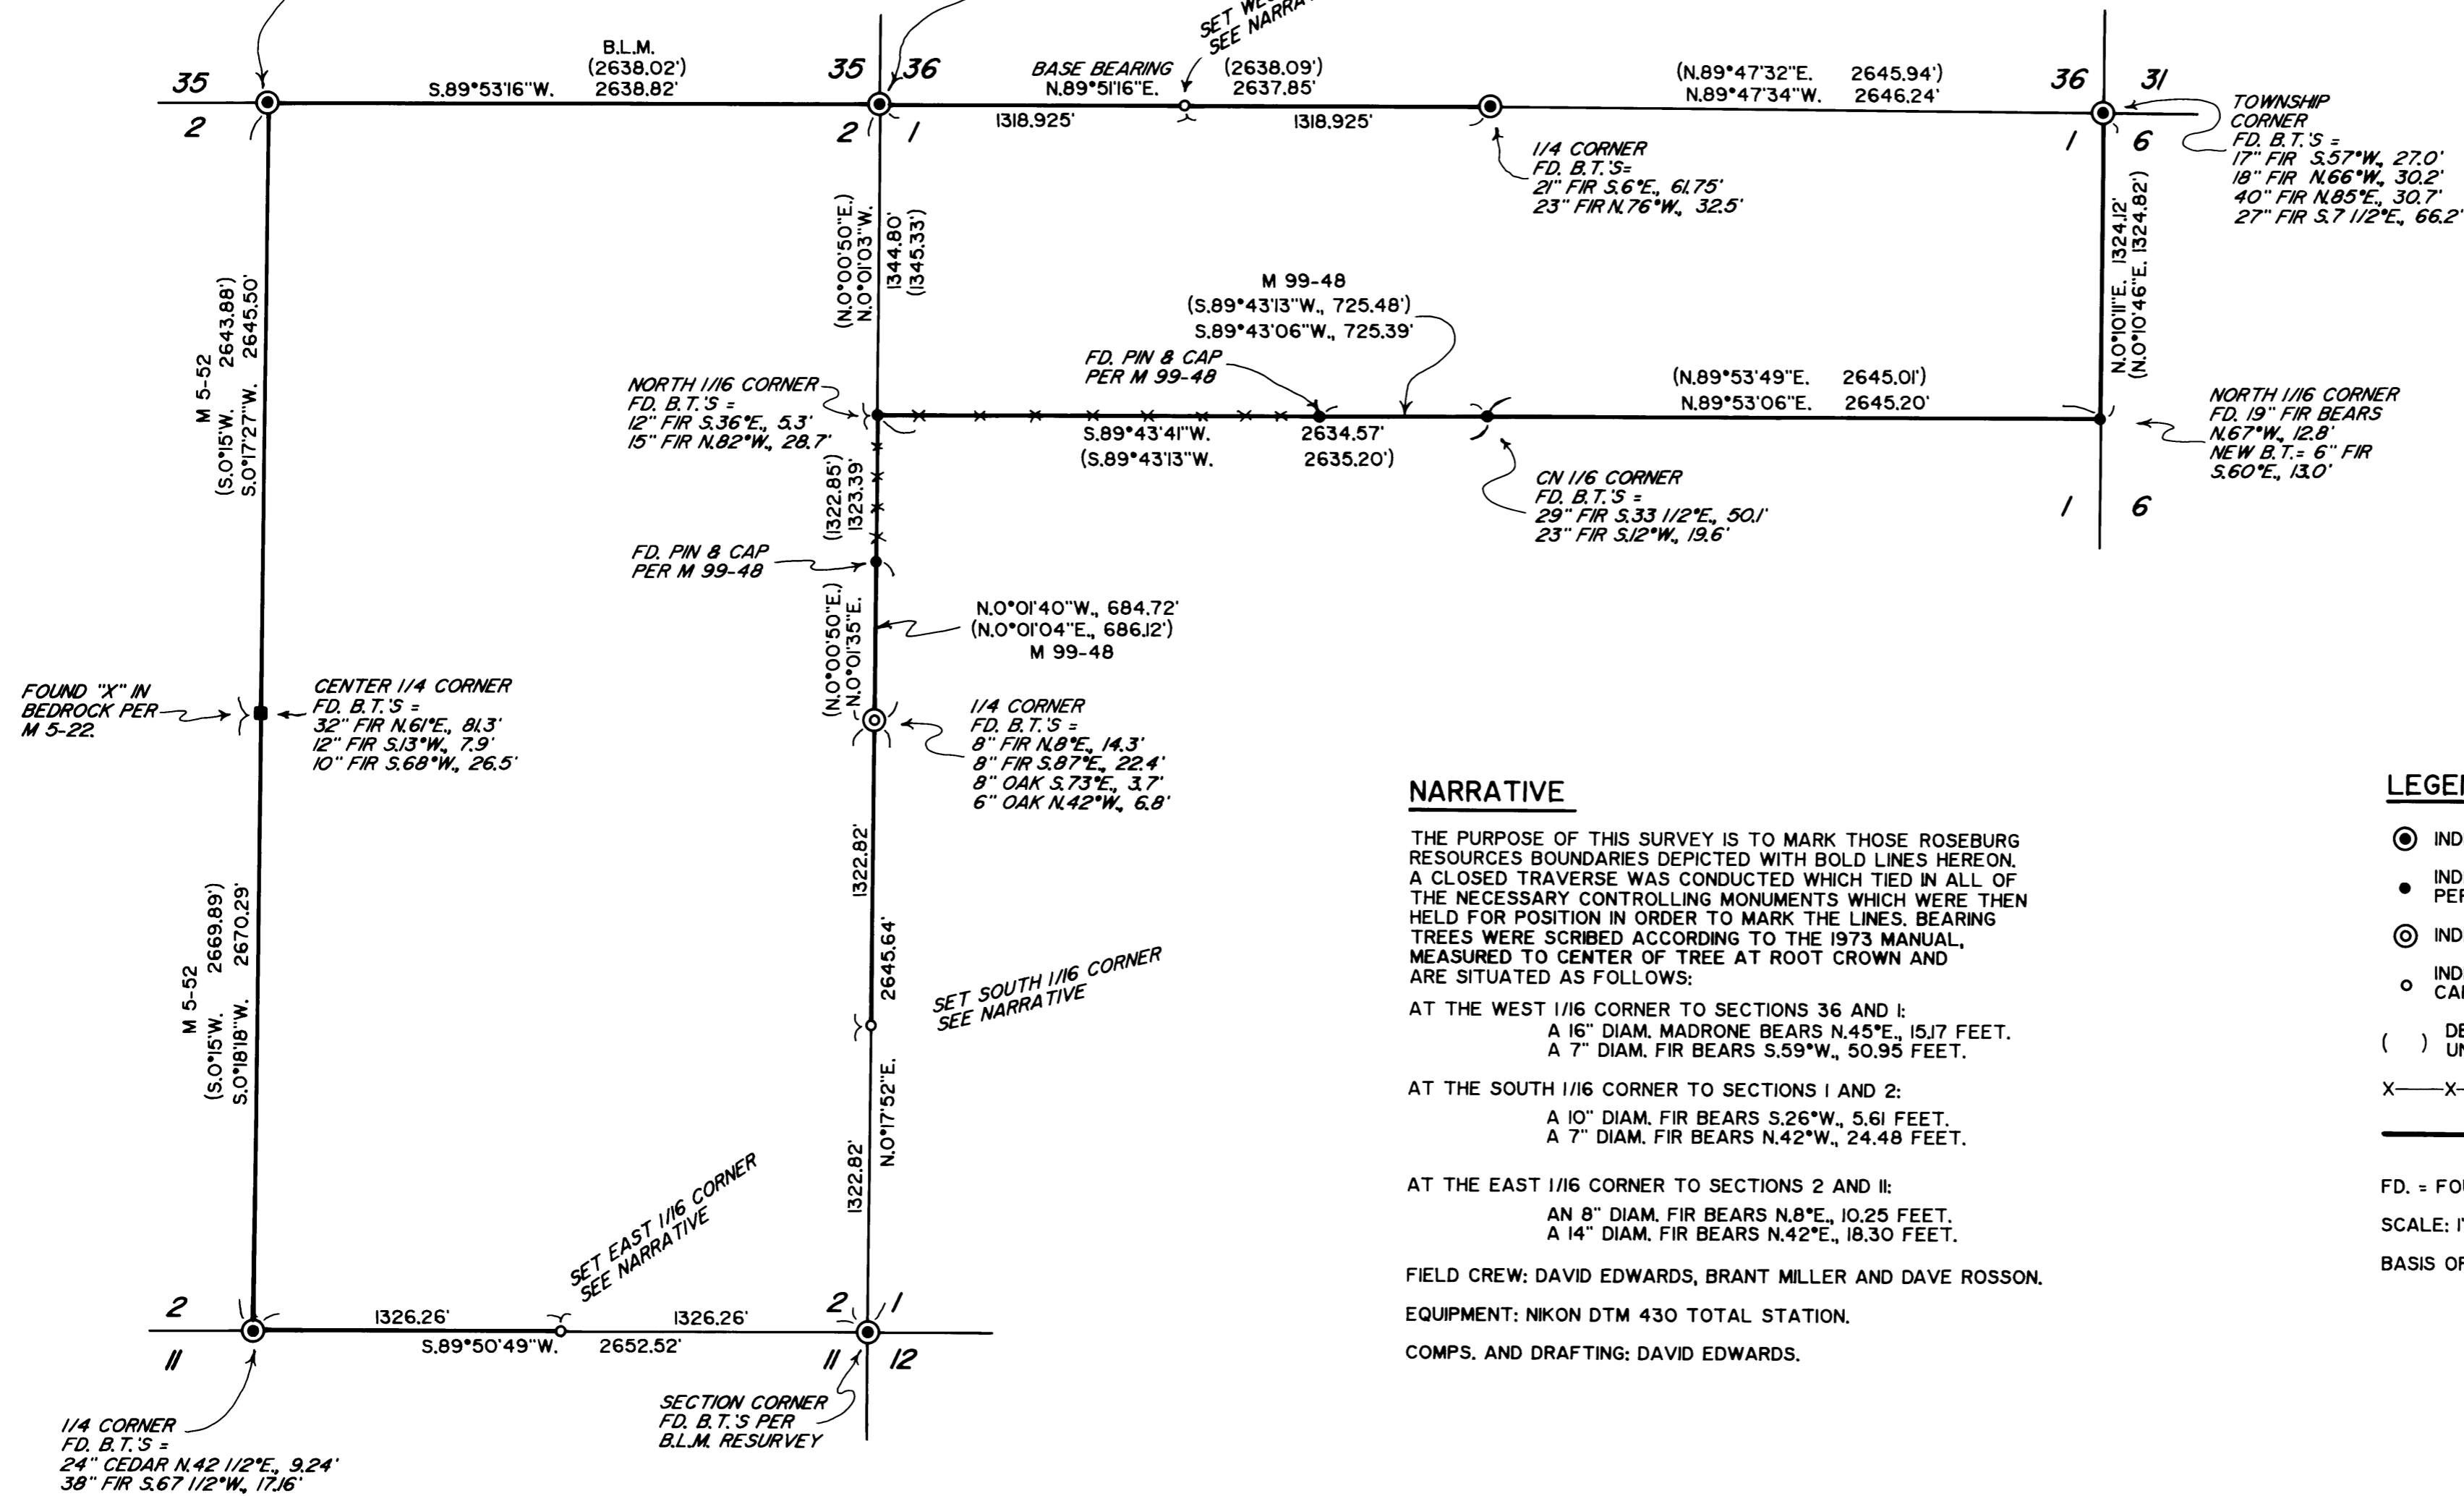 SET WES
SEE NARRAT
35
B.L.M.
(2638.02')
S.89°53'16"W. 2638.82'
35 36
BASE BEARING (2638.09')
N.89°51'16"E. 2637.85'
(N.89°47'32"E. 2645.94')
N.89°47'34"W. 2646.24'
36 31
2
2 1
1318.925'
1318.925'
1 6
TOWNSHIP
CORNER
FD. B.T.'S =
17" FIR S.57°W., 27.0'
18" FIR N.66°W., 30.2'
40" FIR N.85°E., 30.7'
27" FIR S.7 1/2°E., 66.2'
1/4 CORNER
FD. B.T.'S=
21" FIR S.6°E., 61.75'
23" FIR N.76°W., 32.5'
(N.0°00'50"E.)
N.0°01'03"W.
1344.80'
(1345.33')
N.0°10'11"E. 1324.12'
(N.0°10'46"E. 1324.82')
M 5-52
(S.0°15'W. 2643.88')
S.0°17'27"W. 2645.50'
M 99-48
(S.89°43'13"W., 725.48')
S.89°43'06"W., 725.39'
FD. PIN & CAP
PER M 99-48
NORTH 1/16 CORNER
FD. B.T.'S =
12" FIR S.36°E., 5.3'
15" FIR N.82°W., 28.7'
(N.89°53'49"E. 2645.01')
N.89°53'06"E. 2645.20'
NORTH 1/16 CORNER
FD. 19" FIR BEARS
N.67°W., 12.8'
NEW B.T.= 6" FIR
S.60°E., 13.0'
S.89°43'41"W. 2634.57'
(S.89°43'13"W. 2635.20')
(1322.85')
1323.39'
CN 1/16 CORNER
FD. B.T.'S =
29" FIR S.33 1/2°E., 50.1'
23" FIR S.12°W., 19.6'
1 6
FD. PIN & CAP
PER M 99-48
(N.0°00'50"E.)
N.0°01'35"E.
N.0°01'40"W., 684.72'
(N.0°01'04"E., 686.12')
M 99-48
FOUND "X" IN
BEDROCK PER
M 5-22.
CENTER 1/4 CORNER
FD. B.T.'S =
32" FIR N.61°E., 81.3'
12" FIR S.13°W., 7.9'
10" FIR S.68°W., 26.5'
1/4 CORNER
FD. B.T.'S =
8" FIR N.8°E., 14.3'
8" FIR S.87°E., 22.4'
8" OAK S.73°E., 3.7'
6" OAK N.42°W., 6.8'
1322.82'
M 5-52
(S.0°15'W. 2669.89')
S.0°18'18"W. 2670.29'
N.0°17'52"E. 2645.64'
SET SOUTH 1/16 CORNER
SEE NARRATIVE
1322.82'
SET EAST 1/16 CORNER
SEE NARRATIVE
2
1326.26'
1326.26'
2 1
S.89°50'49"W. 2652.52'
11
11 12
SECTION CORNER
FD. B.T.'S PER
B.L.M. RESURVEY
1/4 CORNER
FD. B.T.'S =
24" CEDAR N.42 1/2°E., 9.24'
38" FIR S.67 1/2°W., 17.16'
NARRATIVE
THE PURPOSE OF THIS SURVEY IS TO MARK THOSE ROSEBURG
RESOURCES BOUNDARIES DEPICTED WITH BOLD LINES HEREON.
A CLOSED TRAVERSE WAS CONDUCTED WHICH TIED IN ALL OF
THE NECESSARY CONTROLLING MONUMENTS WHICH WERE THEN
HELD FOR POSITION IN ORDER TO MARK THE LINES. BEARING
TREES WERE SCRIBED ACCORDING TO THE 1973 MANUAL,
MEASURED TO CENTER OF TREE AT ROOT CROWN AND
ARE SITUATED AS FOLLOWS:
AT THE WEST 1/16 CORNER TO SECTIONS 36 AND 1:
A 16" DIAM. MADRONE BEARS N.45°E., 15.17 FEET.
A 7" DIAM. FIR BEARS S.59°W., 50.95 FEET.
AT THE SOUTH 1/16 CORNER TO SECTIONS 1 AND 2:
A 10" DIAM. FIR BEARS S.26°W., 5.61 FEET.
A 7" DIAM. FIR BEARS N.42°W., 24.48 FEET.
AT THE EAST 1/16 CORNER TO SECTIONS 2 AND 11:
AN 8" DIAM. FIR BEARS N.8°E., 10.25 FEET.
A 14" DIAM. FIR BEARS N.42°E., 18.30 FEET.
FIELD CREW: DAVID EDWARDS, BRANT MILLER AND DAVE ROSSON.
EQUIPMENT: NIKON DTM 430 TOTAL STATION.
COMPS. AND DRAFTING: DAVID EDWARDS.
LEGE
IND
IND
PER
IND
IND
CA
( ) DE
UN
X——X
FD. = FOU
SCALE: 1"
BASIS OF